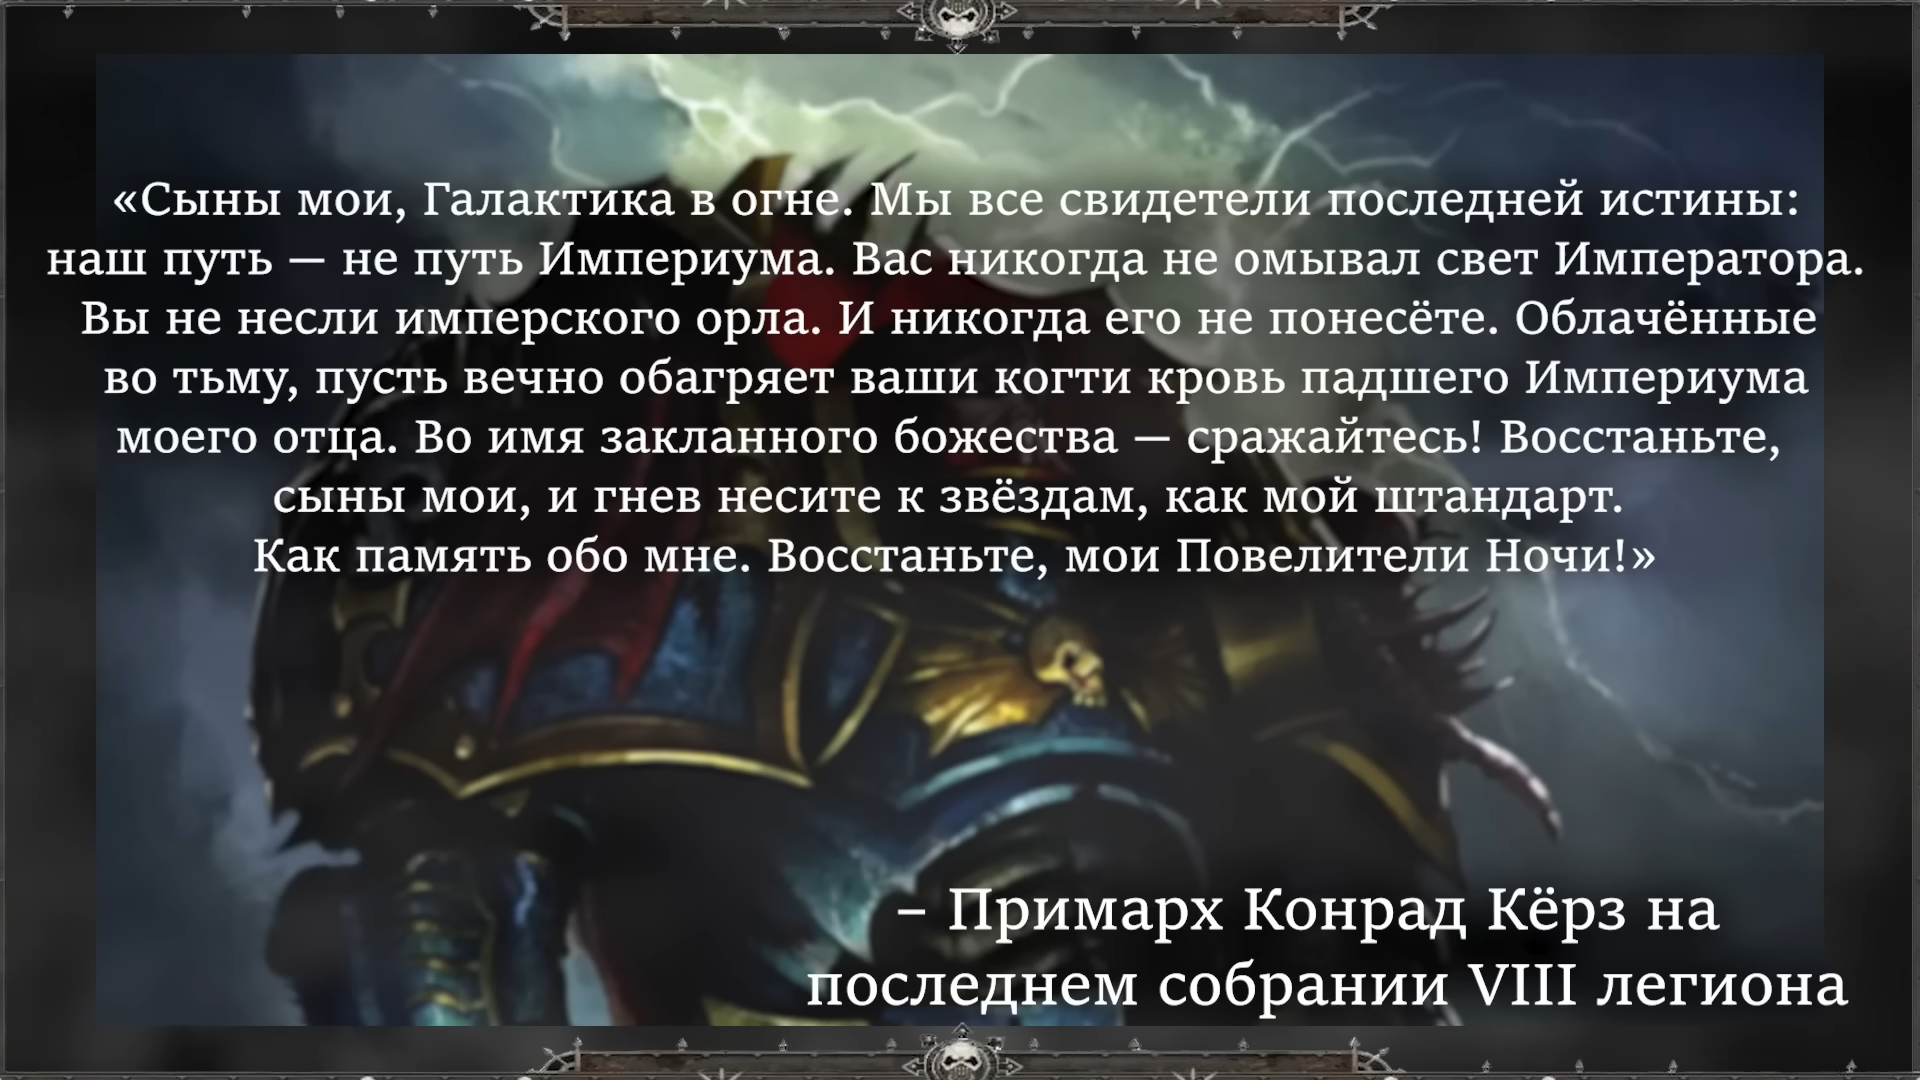 «Сыны мои, Галактика в огне. Мы все свидетели последней истины:
наш путь — не путь Империума. Вас никогда не омывал свет Императора.
Вы не несли имперского орла. И никогда его не понесёте. Облачённые
во тьму, пусть вечно обагряет ваши когти кровь падшего Империума
моего отца. Во имя закланного божества — сражайтесь! Восстаньте,
сыны мои, и гнев несите к звёздам, как мой штандарт.
Как память обо мне. Восстаньте, мои Повелители Ночи!»
– Примарх Конрад Кёрз на
последнем собрании VIII легиона